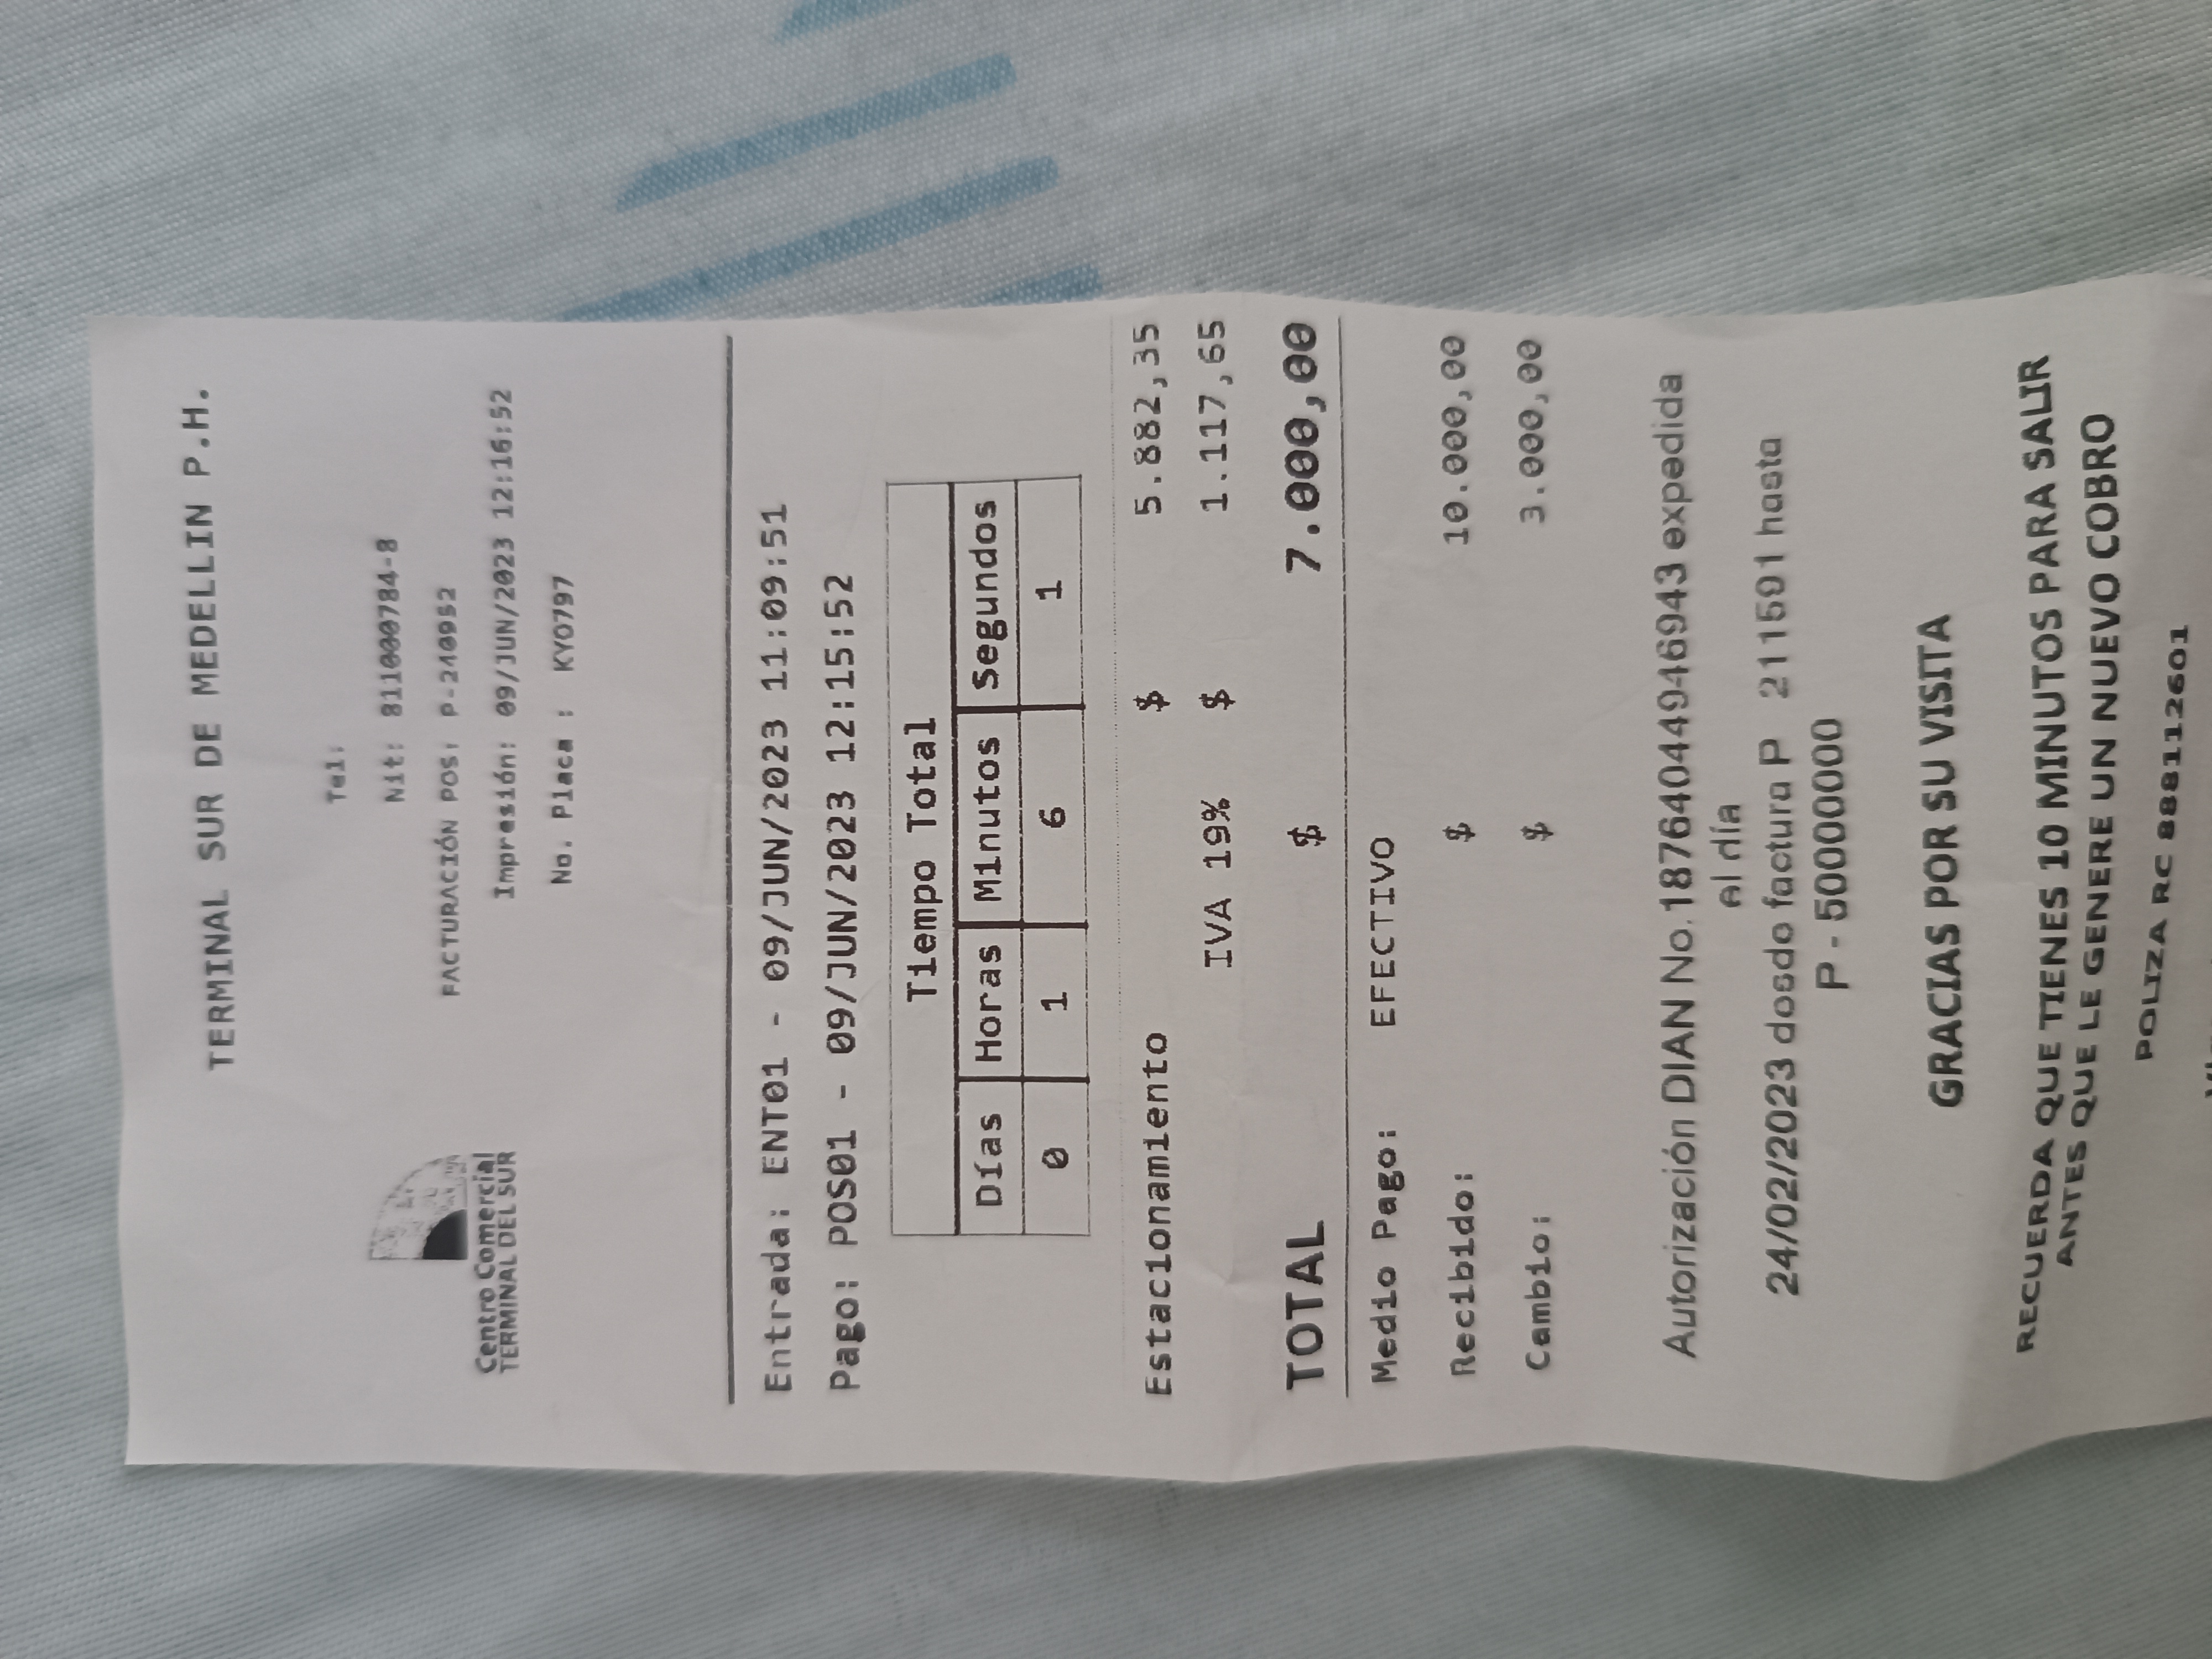 TERMINAL SUR DE MEDELLIN P.H.
Centro Comercial
TERMINAL DEL SUR
Tel:
Nit: 811000784-8
FACTURACIÓN POS: P-240952
Impresión: 09/JUN/2023 12:16:52
No. Placa : KYO797
Entrada: ENT01 - 09/JUN/2023 11:09:51
Pago: POS01 - 09/JUN/2023 12:15:52
Tiempo Total
Días Horas Minutos Segundos
0 1 6 1
Estacionamiento $ 5.882,35
IVA 19% $ 1.117,65
TOTAL $ 7.000,00
Medio Pago: EFECTIVO
Recibido: $ 10.000,00
Cambio: $ 3.000,00
Autorización DIAN No.18764044946943 expedida
al día
24/02/2023 desde factura P 211591 hasta
P - 50000000
GRACIAS POR SU VISITA
RECUERDA QUE TIENES 10 MINUTOS PARA SALIR
ANTES QUE LE GENERE UN NUEVO COBRO
POLIZA RC 88112601